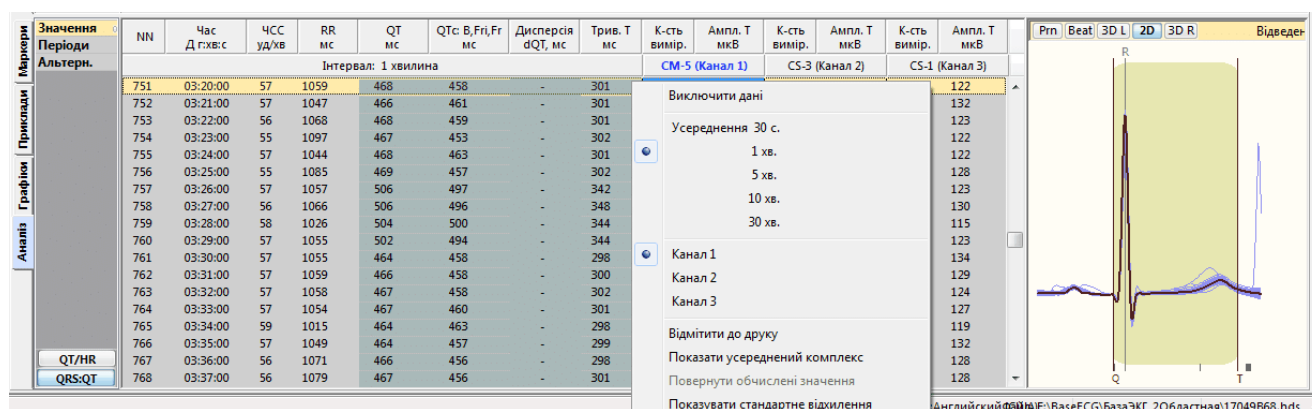 Маркери
Приклади
Графіки
Аналіз
Значення
Періоди
Альтерн.
QT/HR
QRS:QT
NN Час Д г:хв:с ЧСС уд/хв RR мс QT мс QTc: B,Fri,Fr мс Дисперсія dQT, мс Трив. Т мс К-сть вимір. Ампл. Т мкВ К-сть вимір. Ампл. Т мкВ К-сть вимір. Ампл. Т мкВ
Інтервал: 1 хвилина СМ-5 (Канал 1) CS-3 (Канал 2) CS-1 (Канал 3)
751 03:20:00 57 1059 468 458 - 301 122
752 03:21:00 57 1047 466 461 - 301 132
753 03:22:00 56 1068 468 459 - 301 123
754 03:23:00 55 1097 467 453 - 302 122
755 03:24:00 57 1044 468 463 - 301 122
756 03:25:00 55 1085 469 457 - 302 128
757 03:26:00 57 1057 506 497 - 342 123
758 03:27:00 56 1066 506 496 - 348 130
759 03:28:00 58 1026 504 500 - 344 115
760 03:29:00 57 1055 502 494 - 344 123
761 03:30:00 57 1055 464 458 - 298 134
762 03:31:00 57 1059 466 458 - 300 129
763 03:32:00 57 1058 467 458 - 302 124
764 03:33:00 57 1054 467 460 - 301 127
765 03:34:00 59 1015 464 463 - 298 119
766 03:35:00 57 1049 464 457 - 299 132
767 03:36:00 56 1071 466 456 - 298 128
768 03:37:00 56 1079 467 456 - 301 128
Виключити дані
Усереднення 30 с.
1 хв.
5 хв.
10 хв.
30 хв.
Канал 1
Канал 2
Канал 3
Відмітити до друку
Показати усереднений комплекс
Повернути обчислені значення
Показувати стандартне відхилення
Prn Beat 3D L 2D 3D R Відведен
R
Q T
Английский E:\BaseECG\БазаЭКГ_2Областная\17049B68.hds